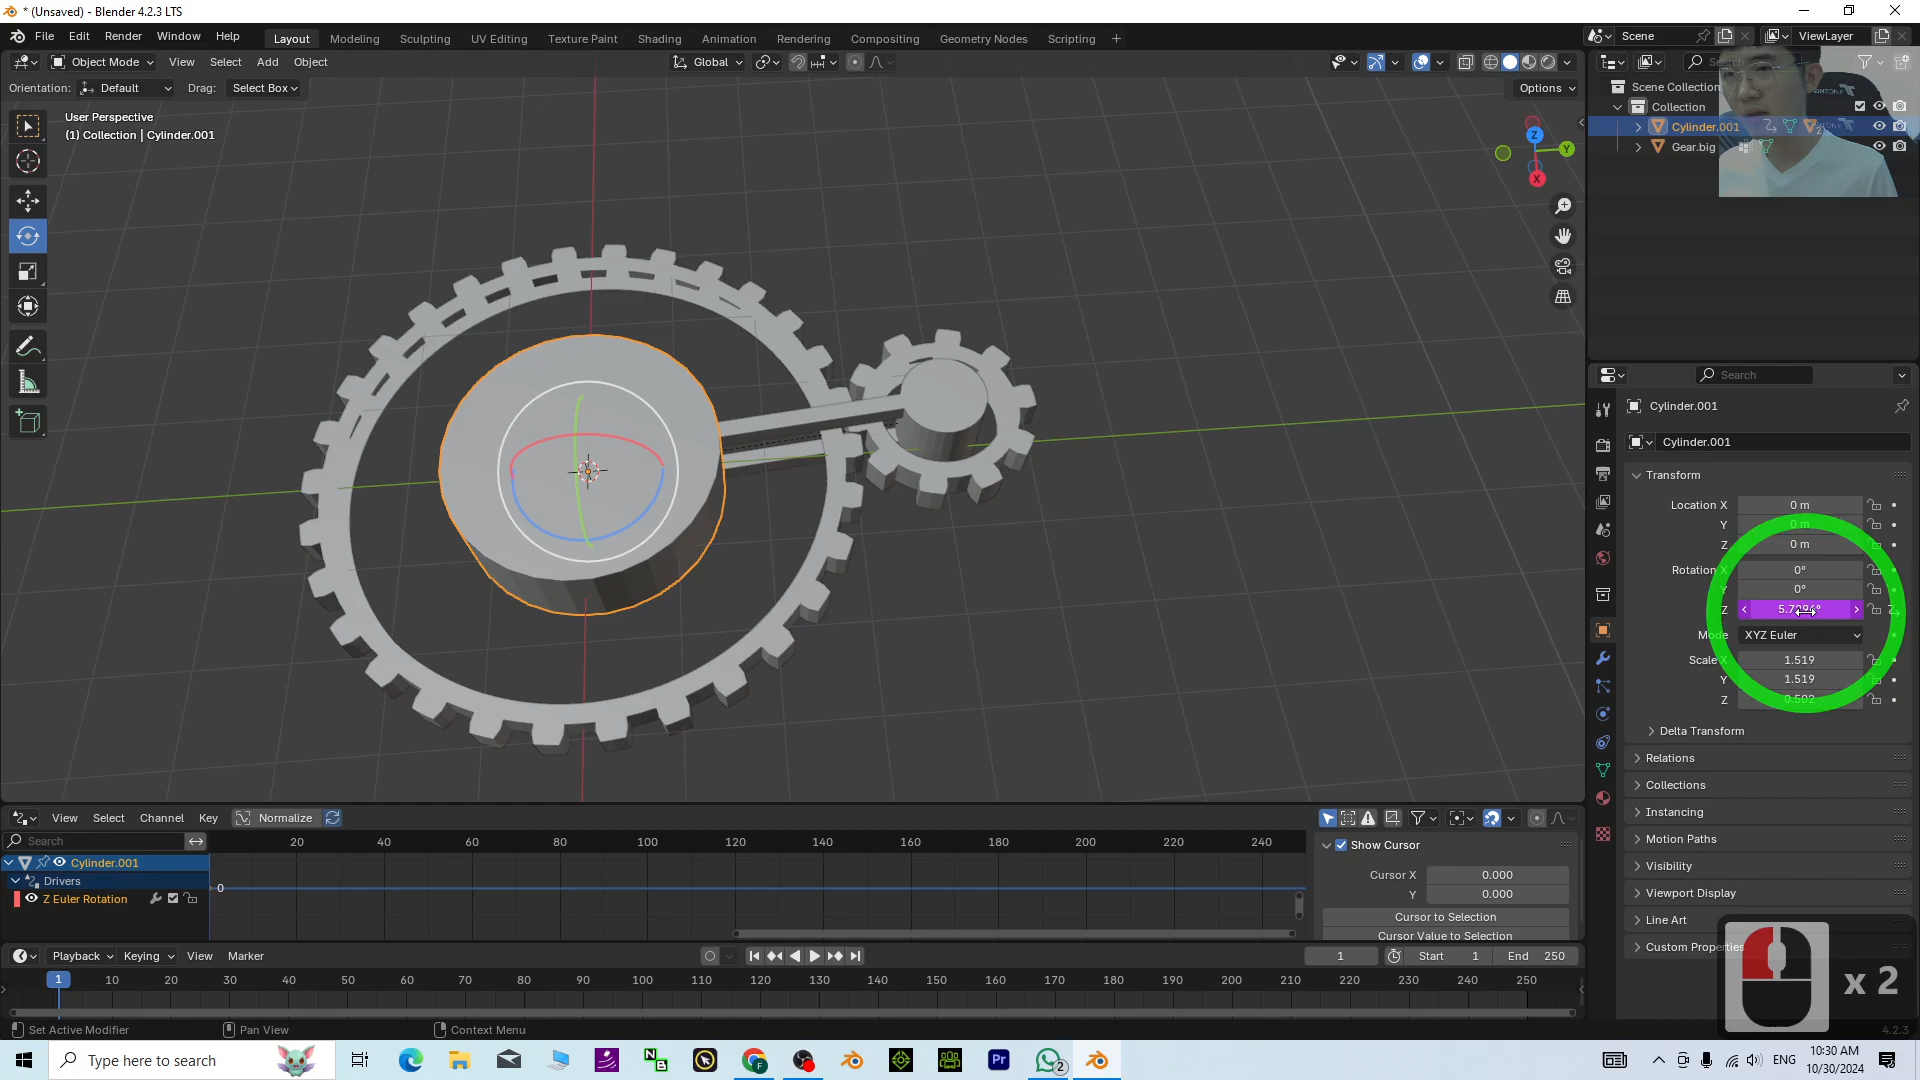 * (Unsaved) - Blender 4.2.3 LTS
File Edit Render Window Help Layout Modeling Sculpting UV Editing Texture Paint Shading Animation Rendering Compositing Geometry Nodes Scripting + Scene ViewLayer
Object Mode View Select Add Object Global Search
Orientation: Default Drag: Select Box Options
Scene Collection
User Perspective
Collection
(1) Collection | Cylinder.001
Cylinder.001
Gear.big
Z
Y
X
Search
Cylinder.001
Cylinder.001
Transform
Location X 0 m
Y 0 m
Z 0 m
Rotation X 0°
Y 0°
Z
Mode XYZ Euler
Scale X 1.519
Y 1.519
Z 0.502
Delta Transform
Relations
Collections
Instancing
Motion Paths
Visibility
Viewport Display
Line Art
Custom Properties
View Select Channel Key Normalize
Search 20 40 60 80 100 120 140 160 180 200 220 240
Cylinder.001
Drivers
Z Euler Rotation
0
Show Cursor
Cursor X 0.000
Y 0.000
Cursor to Selection
Cursor Value to Selection
Playback Keying View Marker 1 Start 1 End 250
1 10 20 30 40 50 60 70 80 90 100 110 120 130 140 150 160 170 180 190 200 210 220 230 240 250
x 2
Set Active Modifier Pan View Context Menu 4.2.3
Type here to search ENG 10:30 AM
10/30/2024